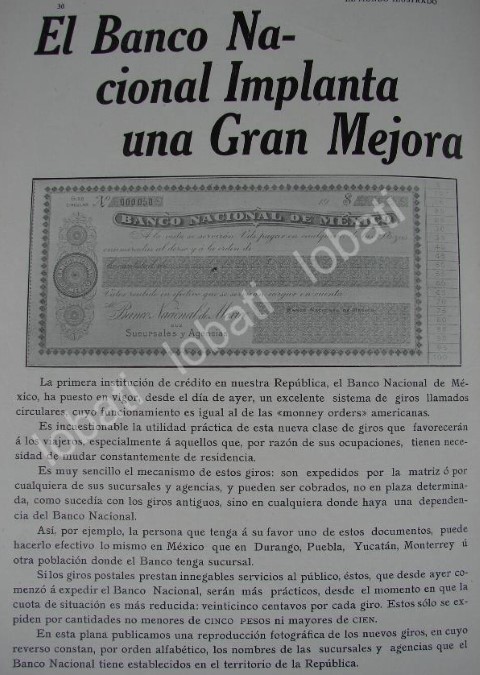 36
EL MUNDO ILUSTRADO
El Banco Na-
cional Implanta
una Gran Mejora
Nº 000000
19
$
BANCO NACIONAL DE MÉXICO
Banco Nacional de
Sucursales y Agencias
lobati lobati lobati
La primera institución de crédito en nuestra República, el Banco Nacional de Mé-
xico, ha puesto en vigor, desde el día de ayer, un excelente sistema de giros llamados
circulares, cuyo funcionamiento es igual al de las «monney orders» americanas.
Es incuestionable la utilidad práctica de esta nueva clase de giros que favorecerán
á los viajeros, especialmente á aquellos que, por razón de sus ocupaciones, tienen nece-
sidad de mudar constantemente de residencia.
Es muy sencillo el mecanismo de estos giros: son expedidos por la matriz ó por
cualquiera de sus sucursales y agencias, y pueden ser cobrados, no en plaza determina-
da, como sucedía con los giros antiguos, sino en cualquiera donde haya una dependen-
cia del Banco Nacional.
Así, por ejemplo, la persona que tenga á su favor uno de estos documentos, puede
hacerlo efectivo lo mismo en México que en Durango, Puebla, Yucatán, Monterrey ú
otra población donde el Banco tenga sucursal.
Si los giros postales prestan innegables servicios al público, éstos, que desde ayer co-
menzó á expedir el Banco Nacional, serán más prácticos, desde el momento en que la
cuota de situación es más reducida: veinticinco centavos por cada giro. Estos sólo se ex-
piden por cantidades no menores de CINCO PESOS ni mayores de CIEN.
En esta plana publicamos una reproducción fotográfica de los nuevos giros, en cuyo
reverso constan, por orden alfabético, los nombres de las sucursales y agencias que el
Banco Nacional tiene establecidos en el territorio de la República.